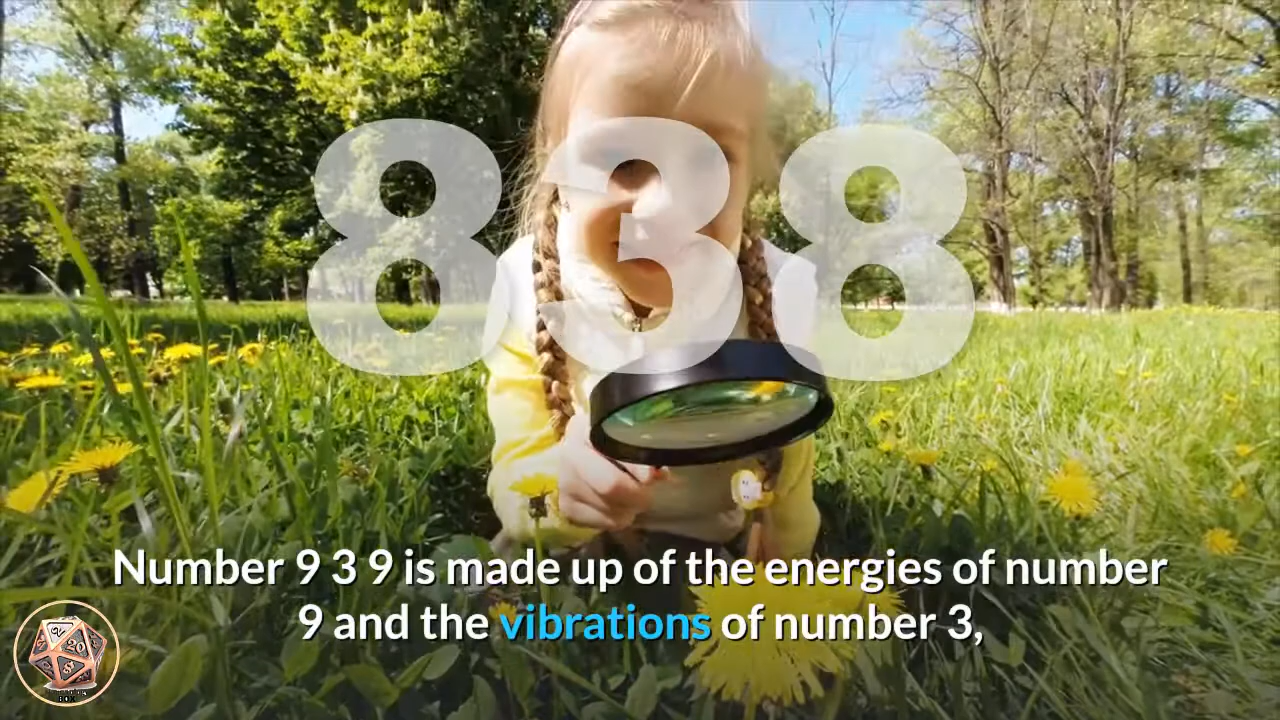 838
Number 9 3 9 is made up of the energies of number
9 and the vibrations of number 3,
20